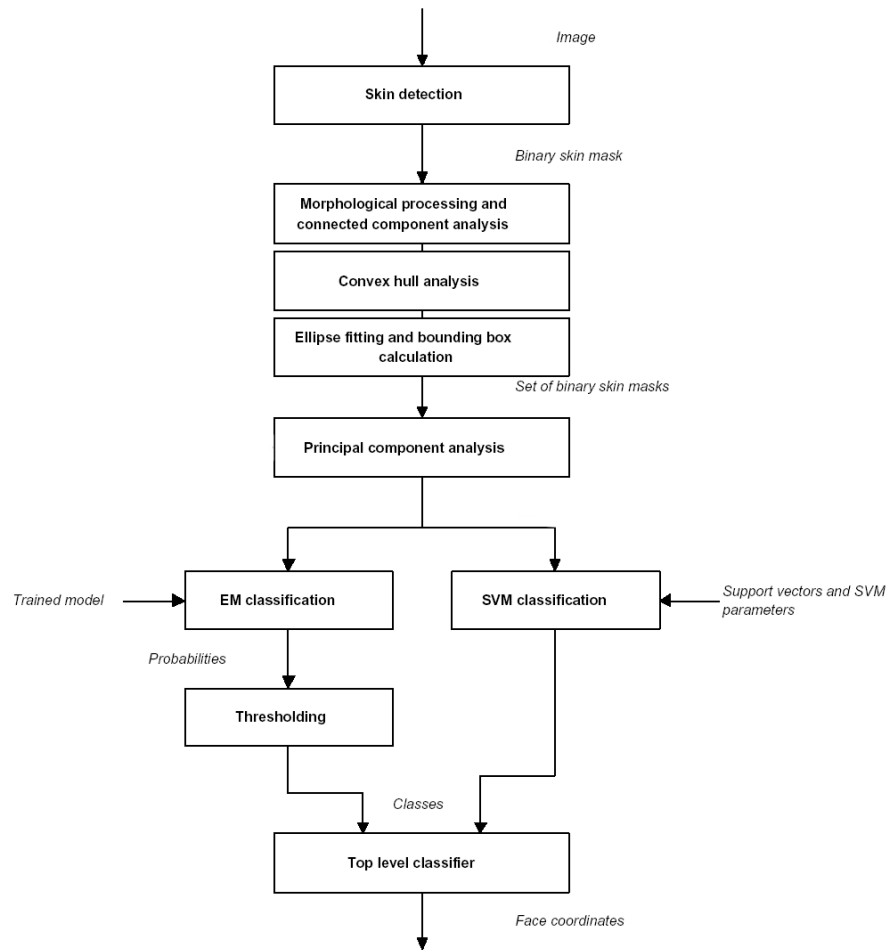 Image
Skin detection
Binary skin mask
Morphological processing and
connected component analysis
Convex hull analysis
Ellipse fitting and bounding box
calculation
Set of binary skin masks
Principal component analysis
Trained model
EM classification
SVM classification
Support vectors and SVM
parameters
Probabilities
Thresholding
Classes
Top level classifier
Face coordinates